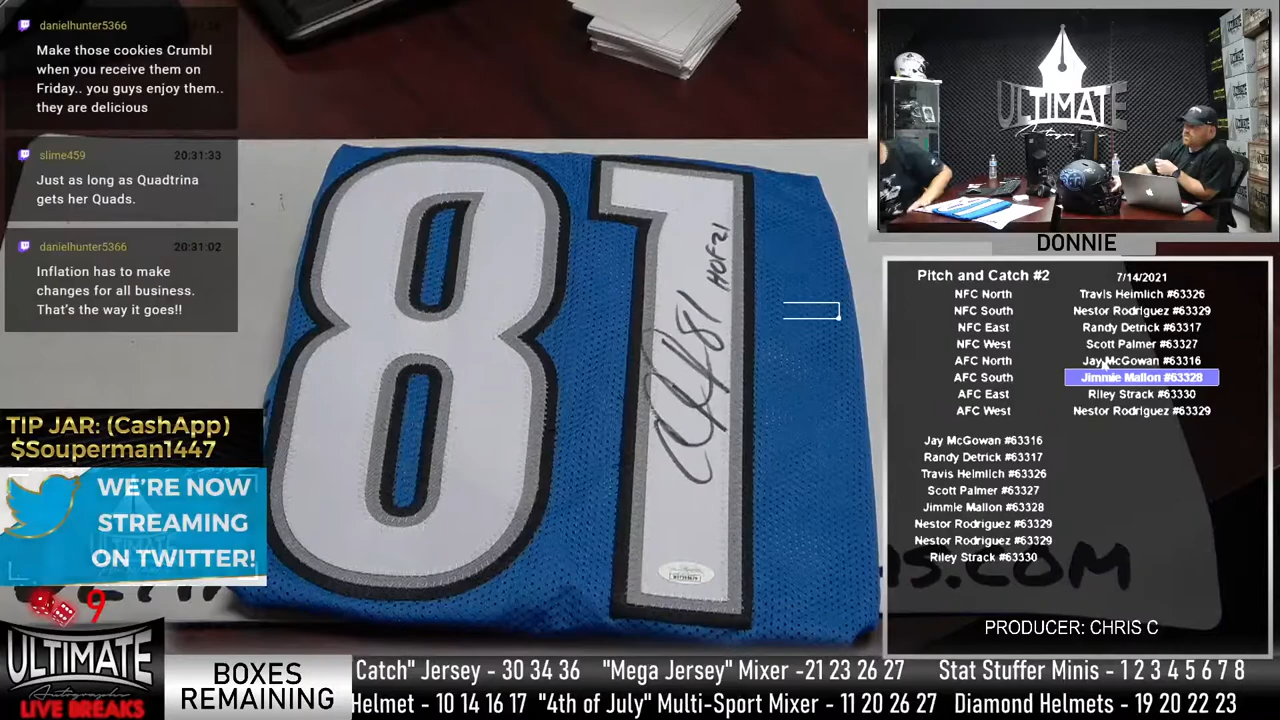 danielhunter5366
Make those cookies Crumbl
when you receive them on
Friday.. you guys enjoy them..
they are delicious
slime459 20:31:33
Just as long as Quadtrina
gets her Quads.
danielhunter5366 20:31:02
Inflation has to make
changes for all business.
That's the way it goes!!
TIP JAR: (CashApp)
$Souperman1447
WE'RE NOW
STREAMING
ON TWITTER!
9
ULTIMATE
Autographs
LIVE BREAKS
81
81 HOF 21
ULTIMATE
DONNIE
Pitch and Catch #2 7/14/2021
NFC North Travis Heimlich #63326
NFC South Nestor Rodriguez #63329
NFC East Randy Detrick #63317
NFC West Scott Palmer #63327
AFC North Jay McGowan #63316
AFC South Jimmie Mallon #63328
AFC East Riley Strack #63330
AFC West Nestor Rodriguez #63329
Jay McGowan #63316
Randy Detrick #63317
Travis Heimlich #63326
Scott Palmer #63327
Jimmie Mallon #63328
Nestor Rodriguez #63329
Nestor Rodriguez #63329
Riley Strack #63330
S.COM
PRODUCER: CHRIS C
BOXES
REMAINING
Catch" Jersey - 30 34 36 "Mega Jersey" Mixer -21 23 26 27 Stat Stuffer Minis - 1 2 3 4 5 6 7 8
Helmet - 10 14 16 17 "4th of July" Multi-Sport Mixer - 11 20 26 27 Diamond Helmets - 19 20 22 23